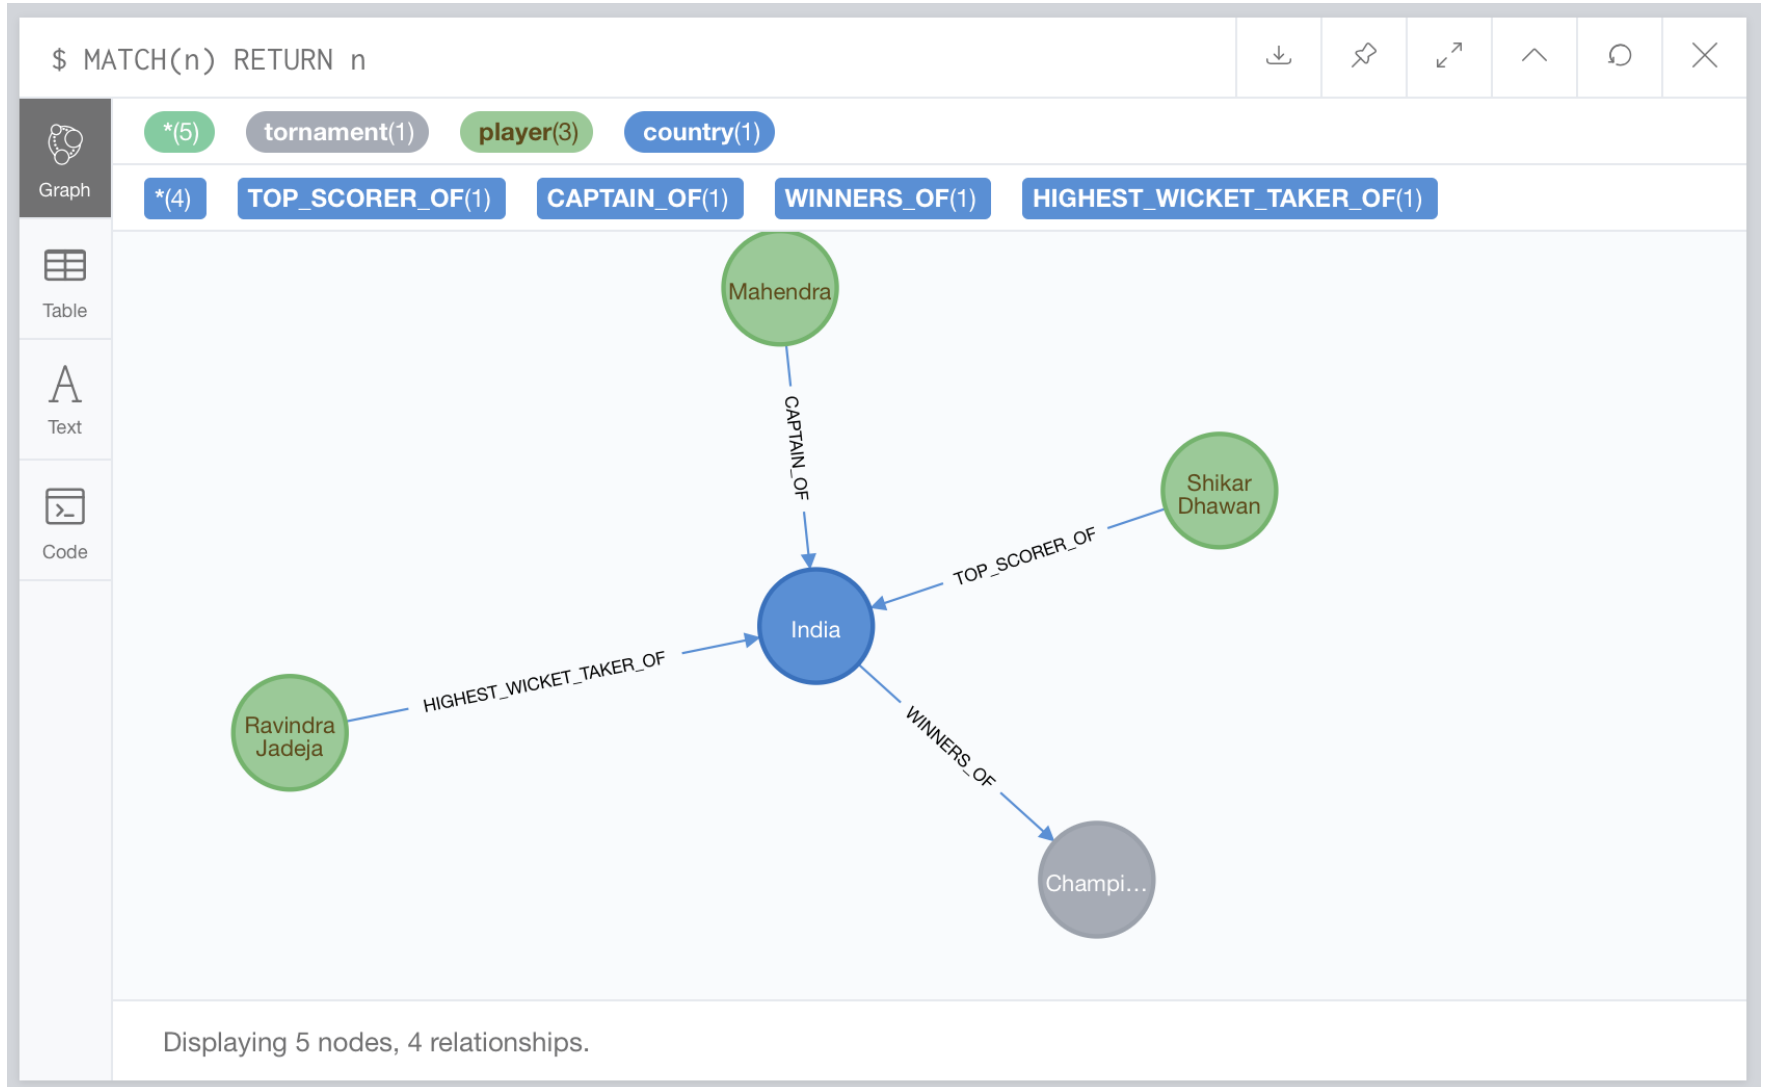 $ MATCH(n) RETURN n
*(5) tornament(1) player(3) country(1)
*(4) TOP_SCORER_OF(1) CAPTAIN_OF(1) WINNERS_OF(1) HIGHEST_WICKET_TAKER_OF(1)
Graph
Table
Text
Code
Mahendra
CAPTAIN_OF
Shikar
Dhawan
TOP_SCORER_OF
India
HIGHEST_WICKET_TAKER_OF
Ravindra
Jadeja
WINNERS_OF
Champi...
Displaying 5 nodes, 4 relationships.